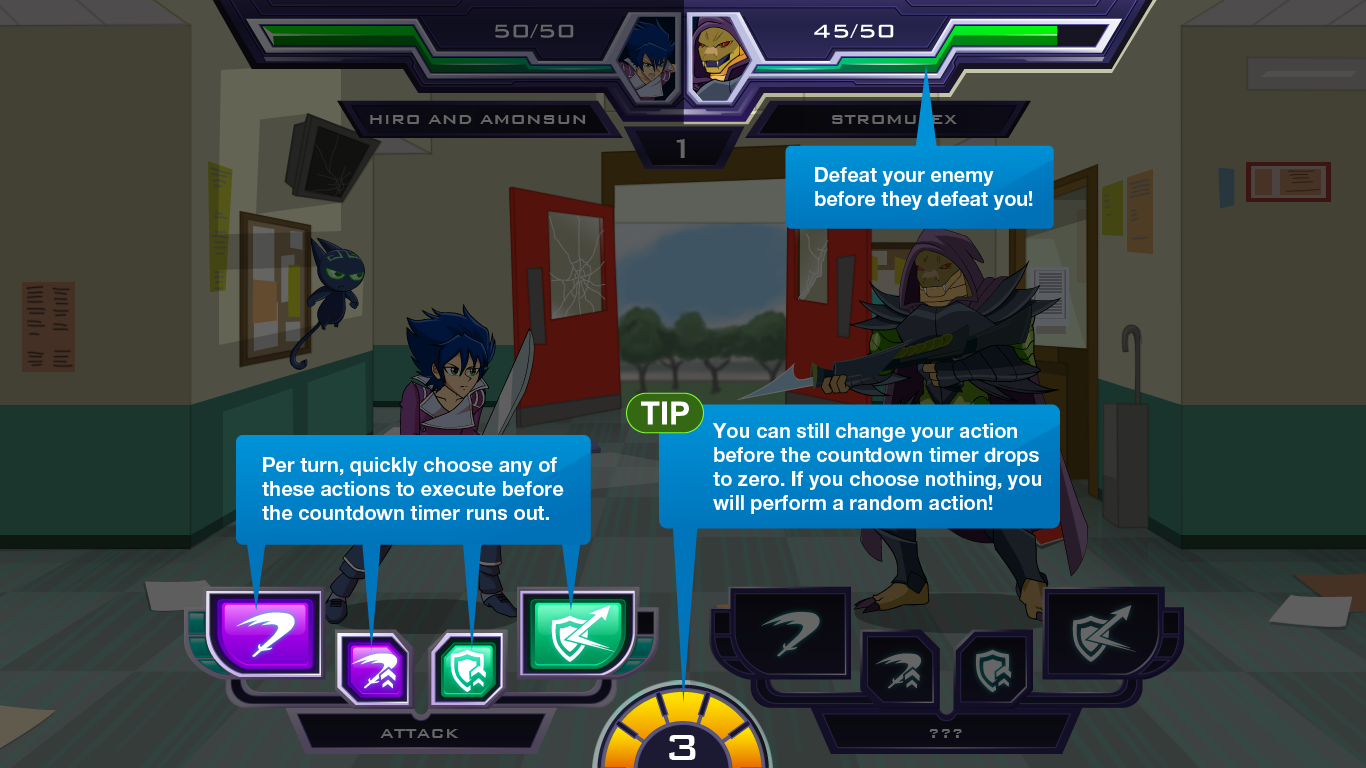 50/50
45/50
HIRO AND AMONSUN
1
Defeat your enemy
before they defeat you!
TIP
You can still change your action
before the countdown timer drops
to zero. If you choose nothing, you
will perform a random action!
Per turn, quickly choose any of
these actions to execute before
the countdown timer runs out.
ATTACK
3
???